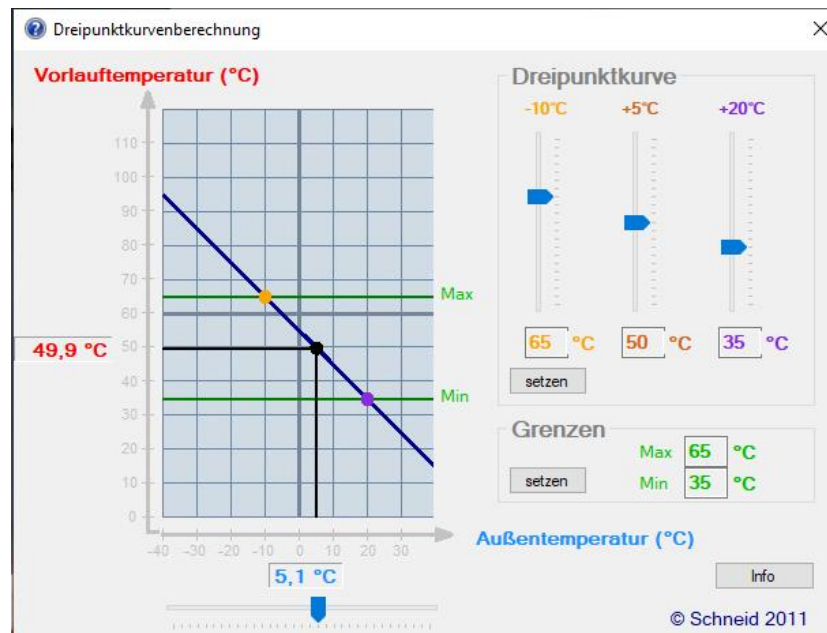 Dreipunktkurvenberechnung
Vorlauftemperatur (°C)
110
100
90
80
70
60
50
40
30
20
10
0
49,9 °C
Max
Min
-40 -30 -20 -10 0 10 20 30
Außentemperatur (°C)
5,1 °C
Dreipunktkurve
-10°C +5°C +20°C
65 °C 50 °C 35 °C
setzen
Grenzen
Max 65 °C
setzen
Min 35 °C
Info
© Schneid 2011